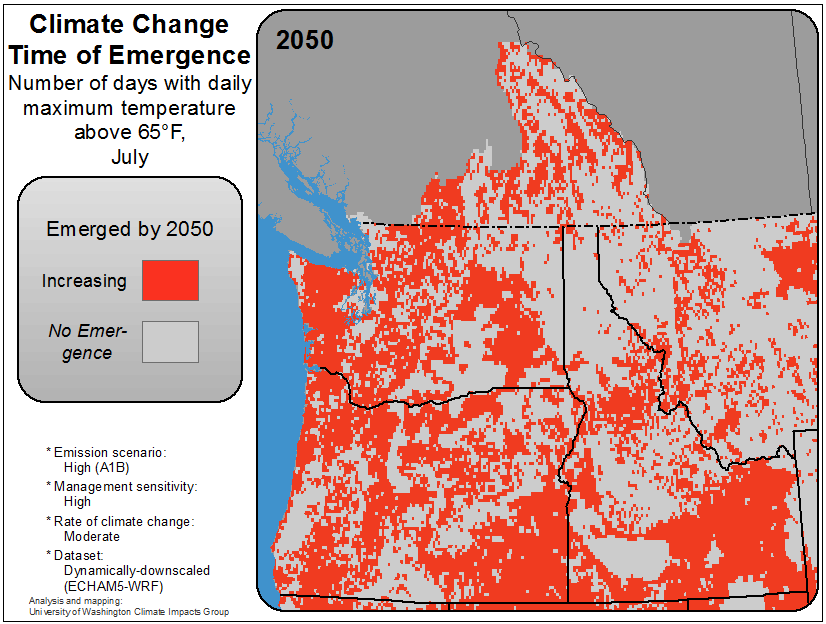 Climate Change
Time of Emergence
Number of days with daily
maximum temperature
above 65°F,
July
Emerged by 2050
Increasing
No Emer-
gence
* Emission scenario:
High (A1B)
* Management sensitivity:
High
* Rate of climate change:
Moderate
* Dataset:
Dynamically-downscaled
(ECHAM5-WRF)
Analysis and mapping:
University of Washington Climate Impacts Group
2050